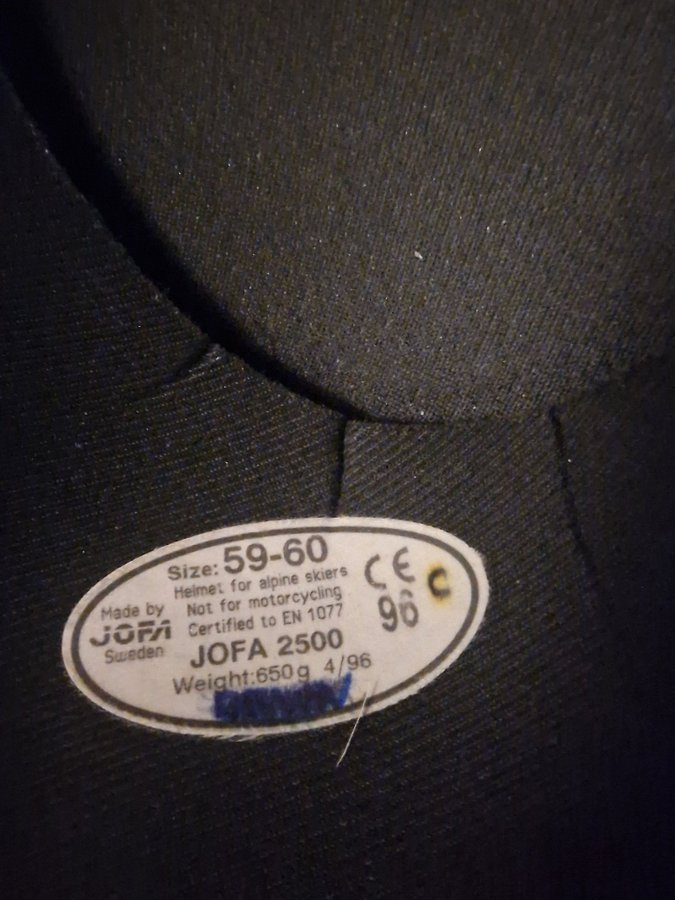 Size: 59-60
Helmet for alpine skiers
Not for motorcycling
Certified to EN 1077
JOFA 2500
Weight:650g 4/96
Made by
JOFA
Sweden
CE
96
C